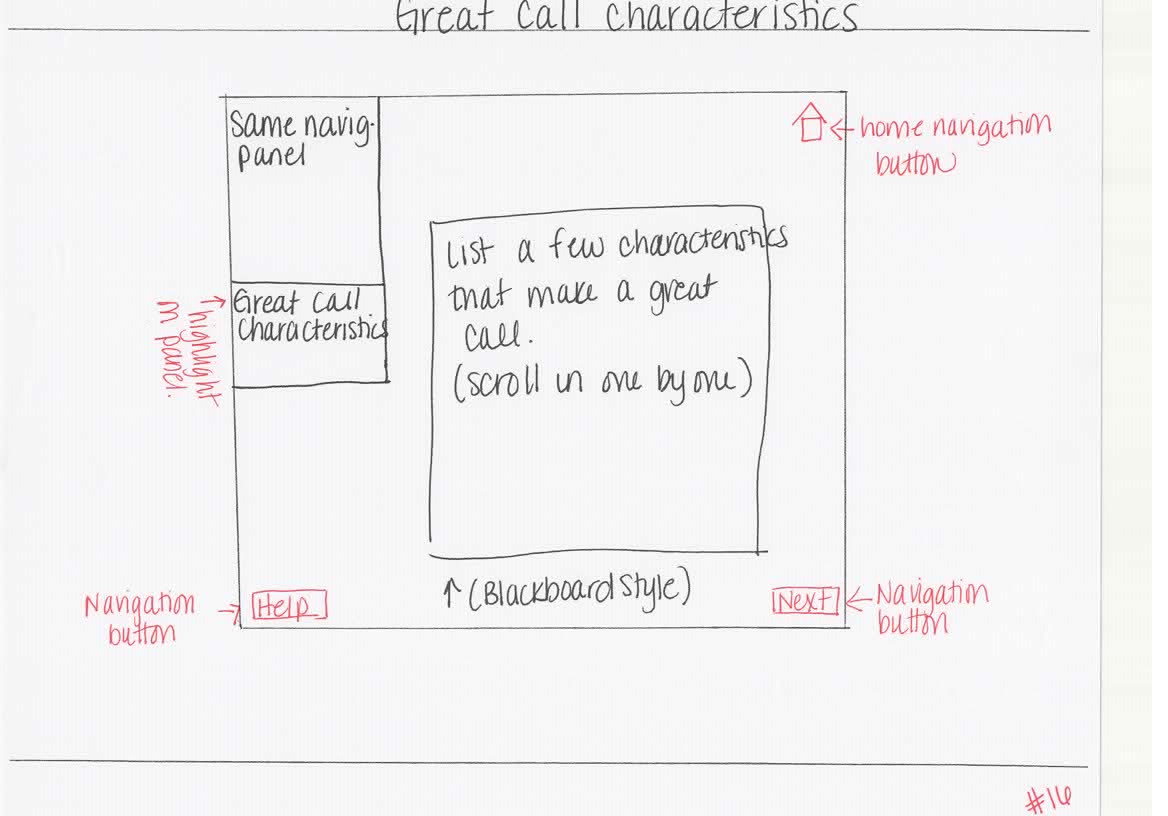 Great Call Characteristics
Same navig.
panel
home navigation
button
List a few characteristics
that make a great
call.
(scroll in one by one)
Great Call
Characteristics
highlight
in panel.
↑ (Blackboard Style)
Navigation
button
Help
Next
Navigation
button
#16